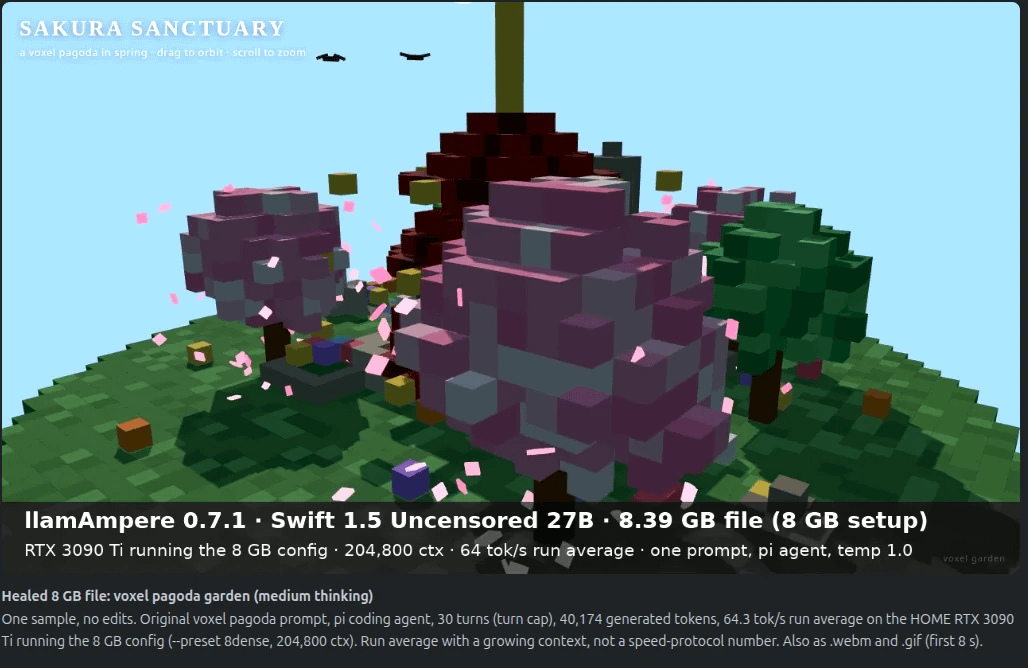 SAKURA SANCTUARY
a voxel pagoda in spring · drag to orbit · scroll to zoom
llamAmpere 0.7.1 · Swift 1.5 Uncensored 27B · 8.39 GB file (8 GB setup)
RTX 3090 Ti running the 8 GB config · 204,800 ctx · 64 tok/s run average · one prompt, pi agent, temp 1.0
voxel garden
Healed 8 GB file: voxel pagoda garden (medium thinking)
One sample, no edits. Original voxel pagoda prompt, pi coding agent, 30 turns (turn cap), 40,174 generated tokens, 64.3 tok/s run average on the HOME RTX 3090
Ti running the 8 GB config (--preset 8dense, 204,800 ctx). Run average with a growing context, not a speed-protocol number. Also as .webm and .gif (first 8 s).